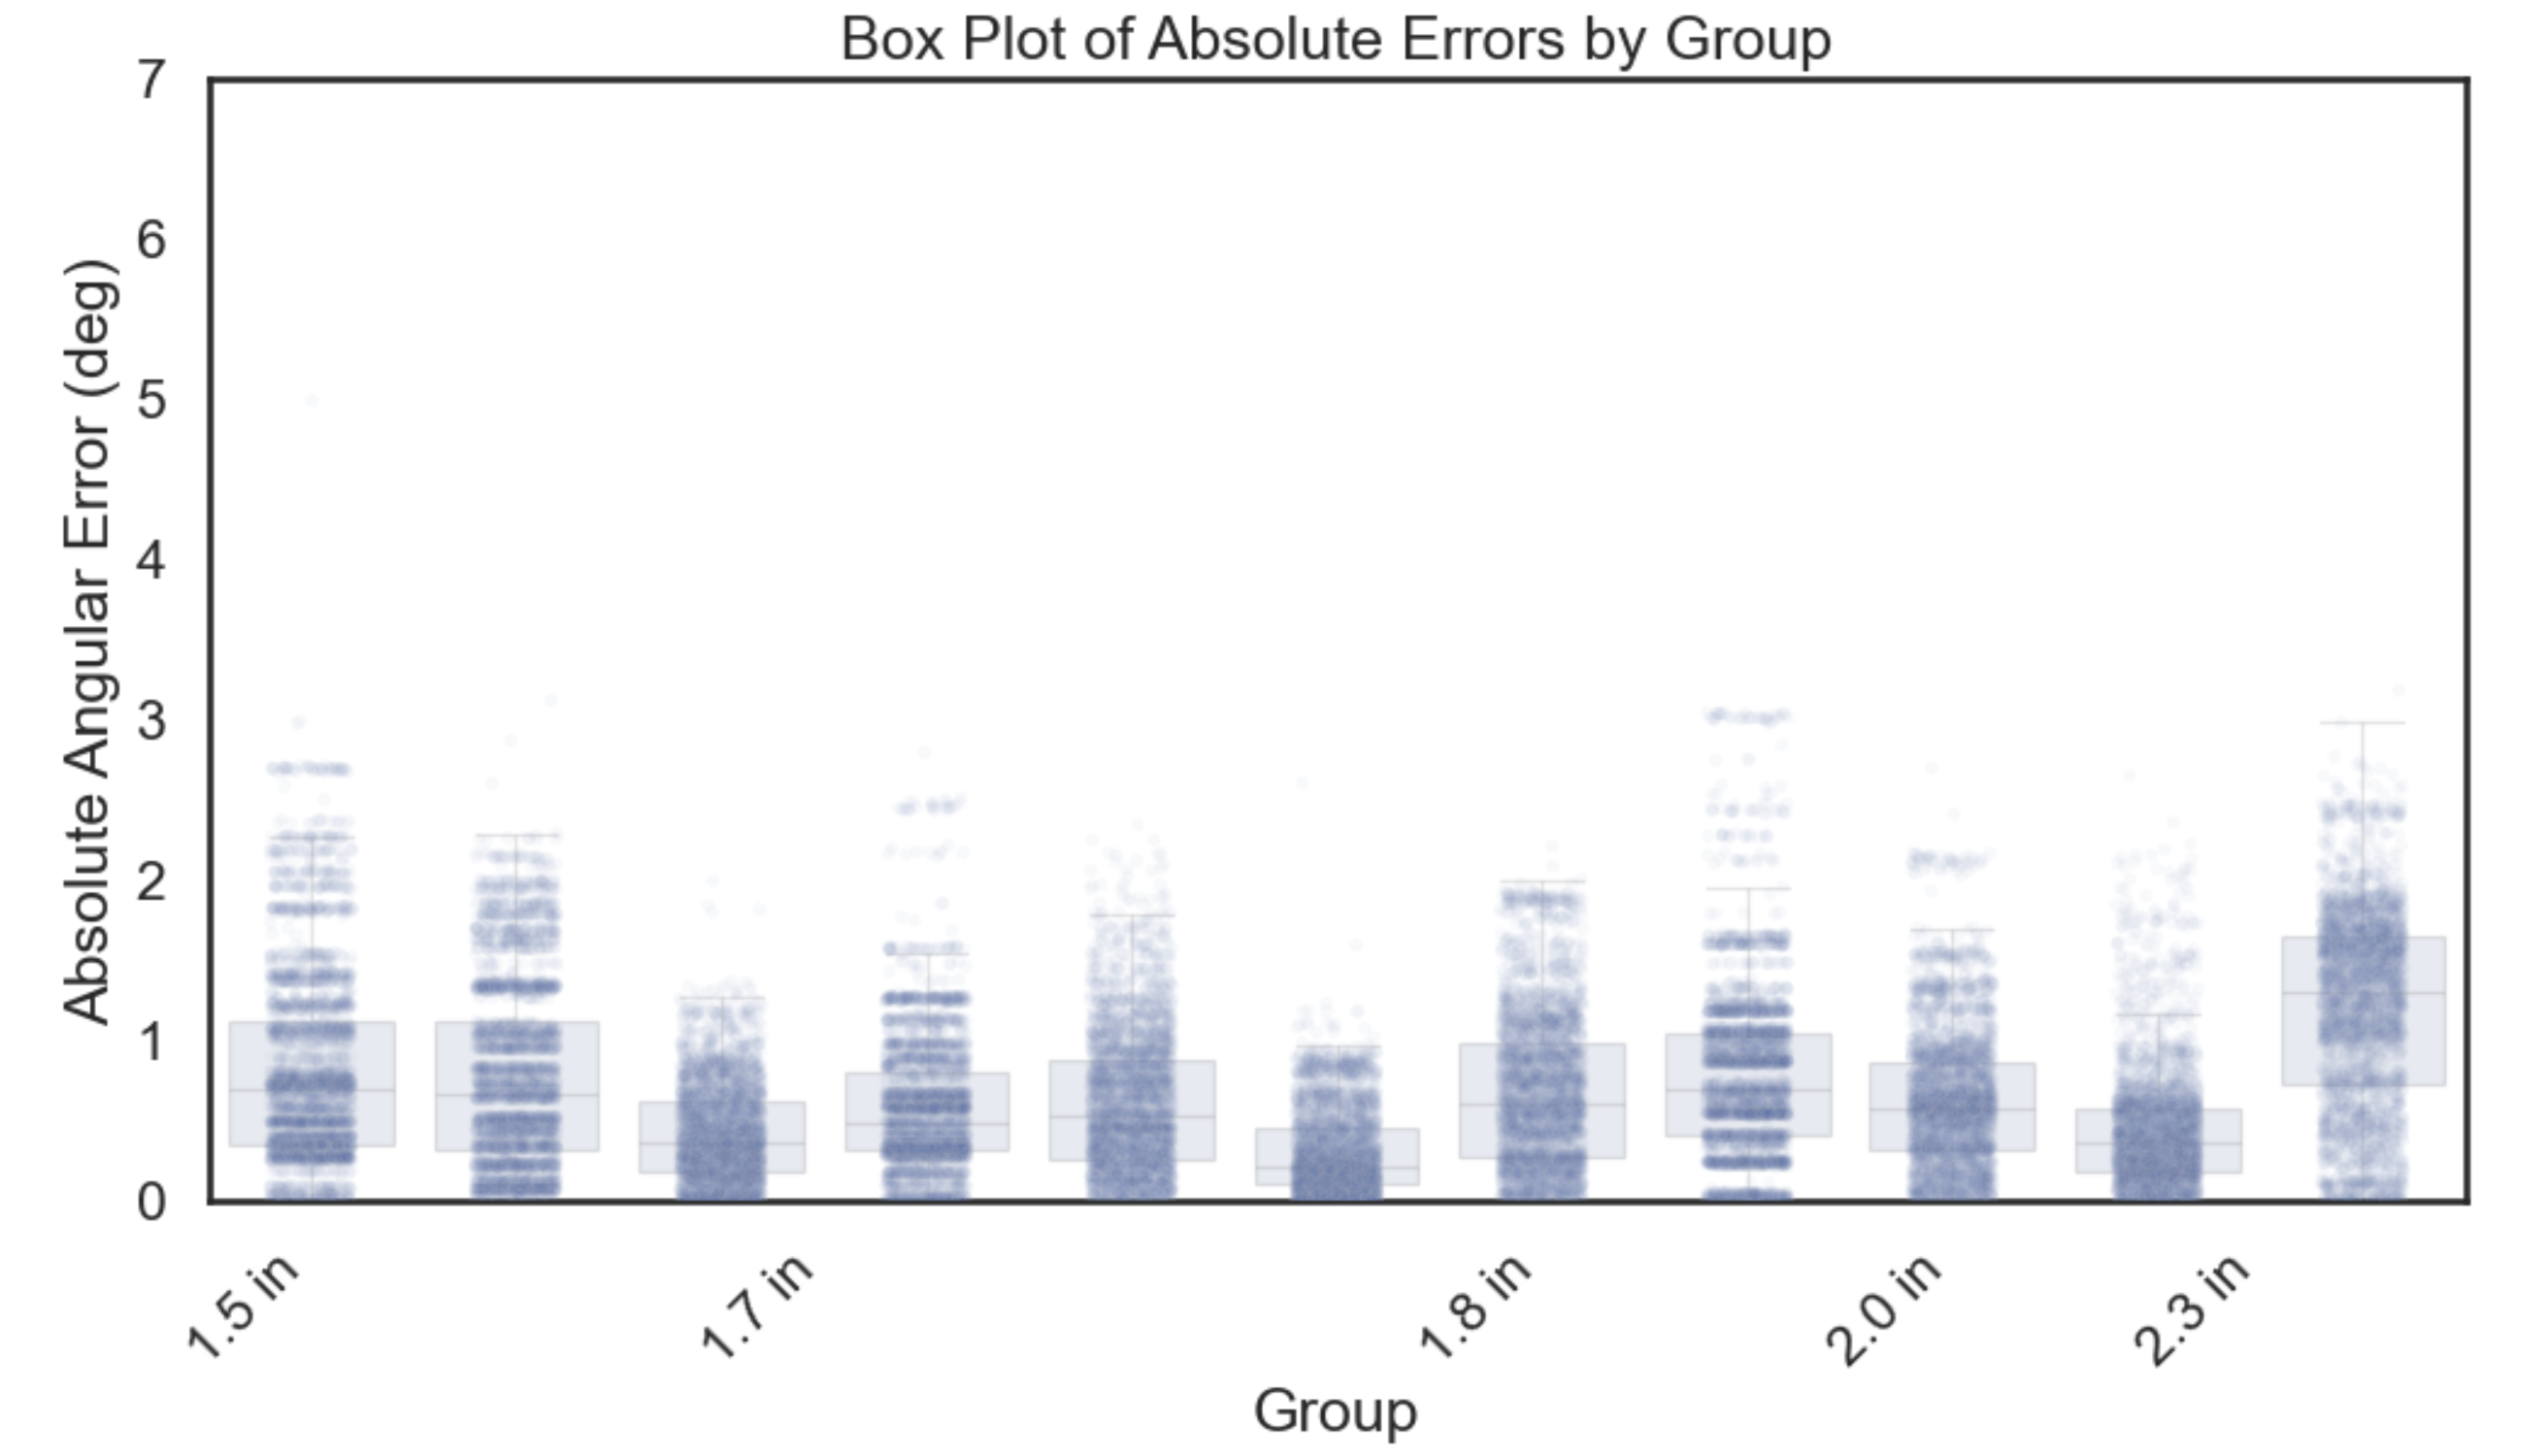 Box Plot of Absolute Errors by Group
Absolute Angular Error (deg)
7
6
5
4
3
2
1
0
1.5 in
1.7 in
1.8 in
2.0 in
2.3 in
Group